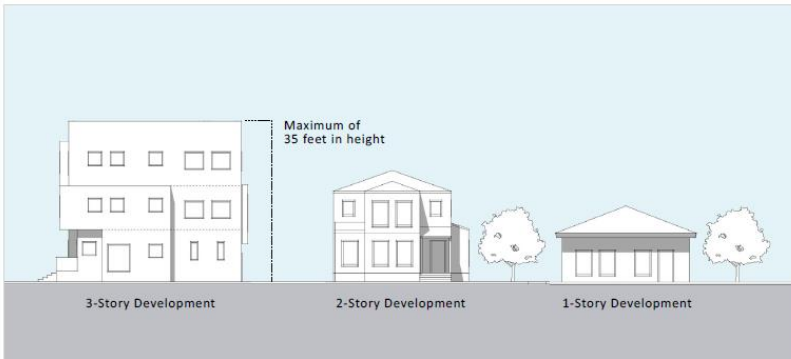 Maximum of
35 feet in height
3-Story Development
2-Story Development
1-Story Development